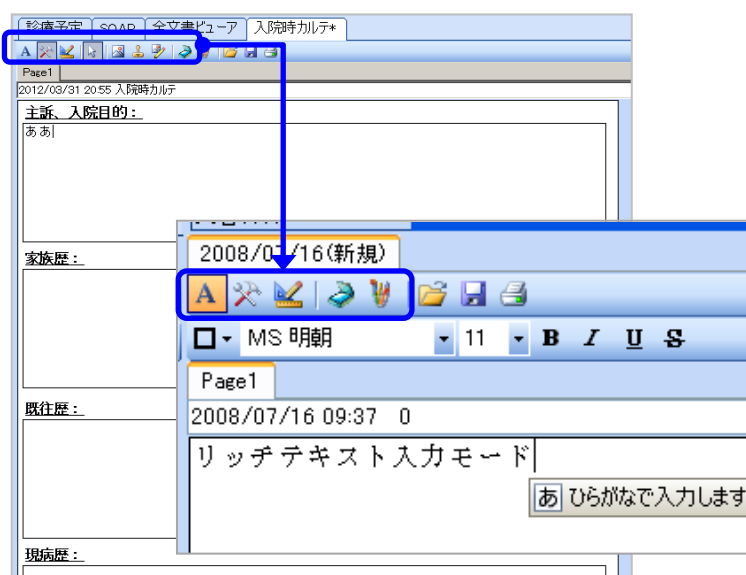 診療予定 SOAP 全文書ビューア 入院時カルテ*
A
Page1
2012/03/31 20:55 入院時カルテ
主訴、入院目的：
ああ
家族歴：
既往歴：
現病歴：
2008/07/16(新規)
A
MS 明朝 11 B I U S
Page1
2008/07/16 09:37 0
リッチテキスト入力モード
あ ひらがなで入力します